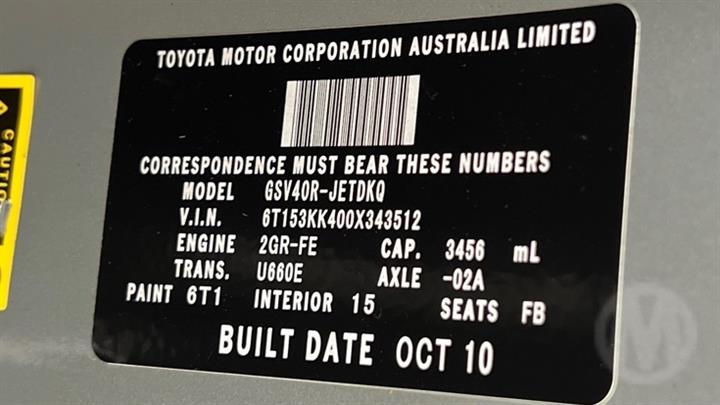 TOYOTA MOTOR CORPORATION AUSTRALIA LIMITED
CORRESPONDENCE MUST BEAR THESE NUMBERS
MODEL GSV40R-JETDKQ
V.I.N. 6T153KK400X343512
ENGINE 2GR-FE CAP. 3456 mL
TRANS. U660E AXLE -02A
PAINT 6T1 INTERIOR 15 SEATS FB
BUILT DATE OCT 10
CAUTION
M